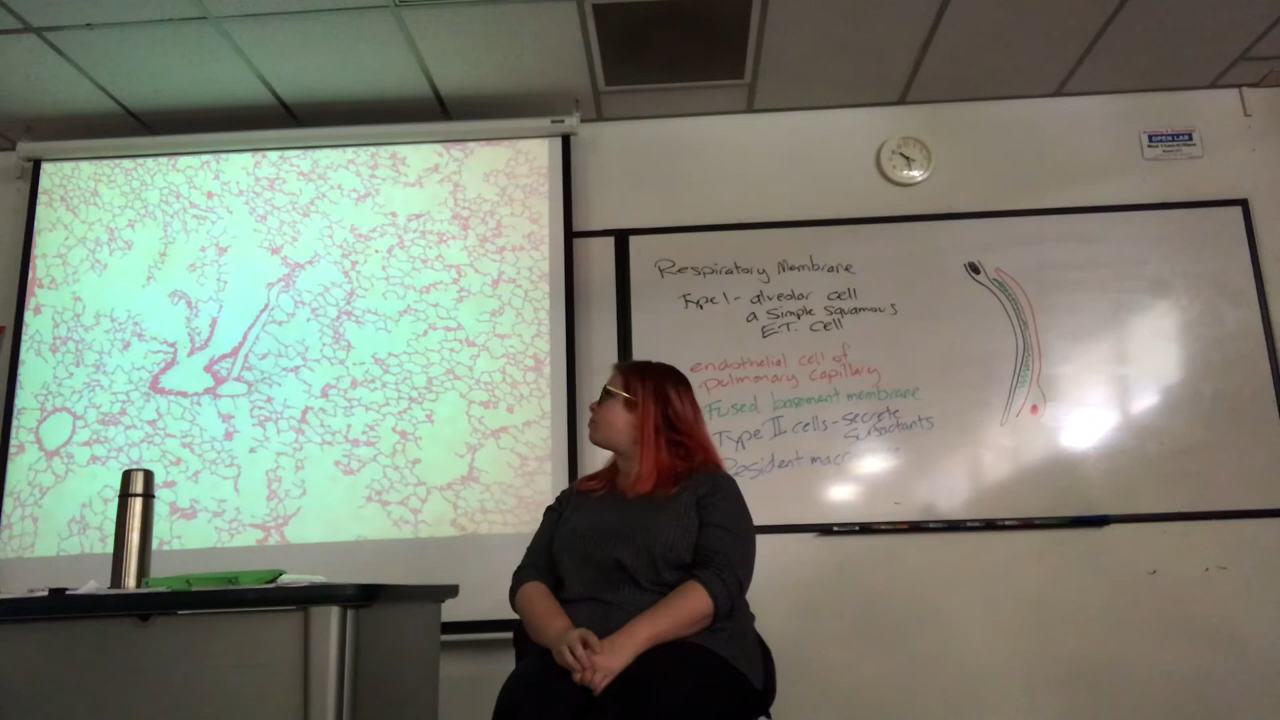 OPEN LAB
Respiratory Membrane
Type I - alveolar cell
a Simple Squamous
E.T. Cell
endothelial cell of
pulmonary capillary
Fused basement membrane
Type II cells - secrete
Surfactants
Resident